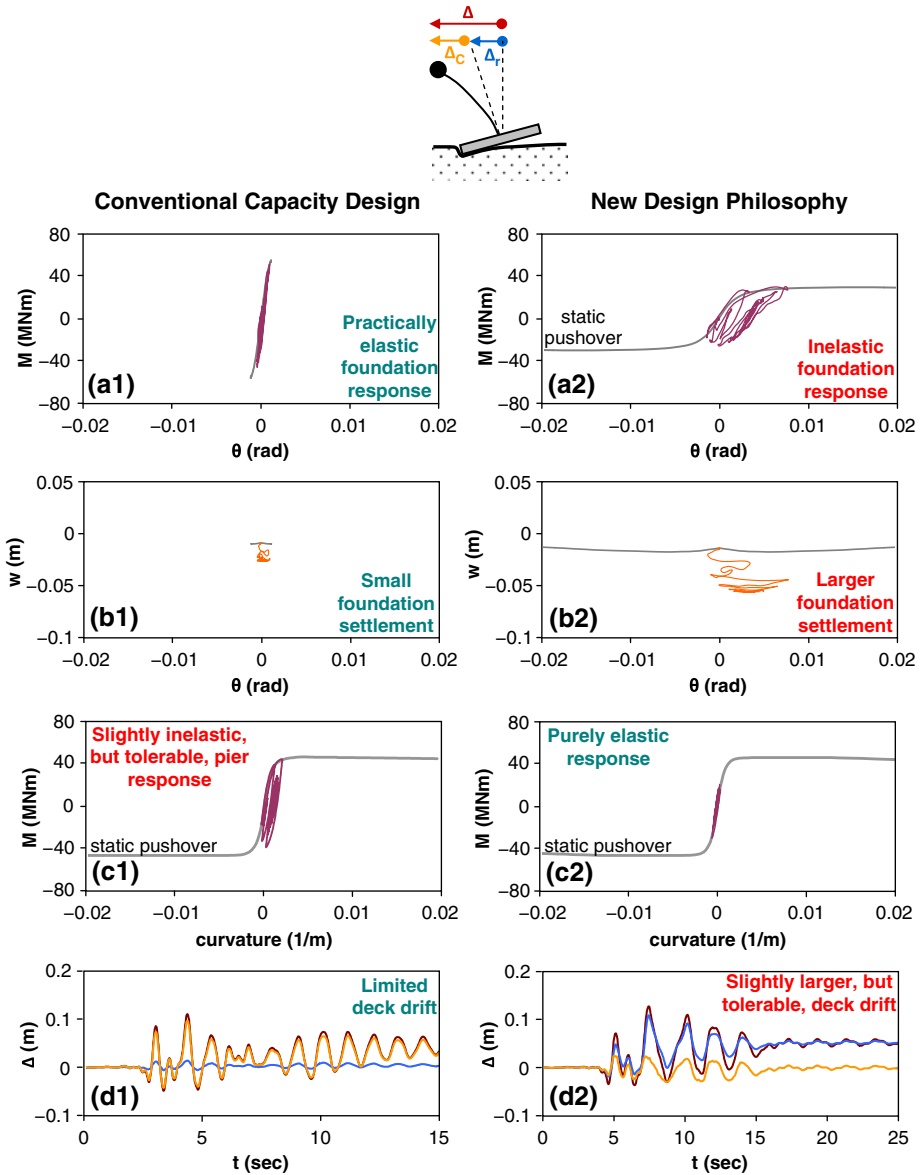 Δ
Δc Δr
Conventional Capacity Design
New Design Philosophy
80
40
0
−40
−80
M (MNm)
Practically
elastic
foundation
response
(a1)
−0.02 −0.01 0 0.01 0.02
θ (rad)
80
40
0
−40
−80
M (MNm)
static
pushover
Inelastic
foundation
response
(a2)
−0.02 −0.01 0 0.01 0.02
θ (rad)
0.05
0
−0.05
−0.1
w (m)
Small
foundation
settlement
(b1)
−0.02 −0.01 0 0.01 0.02
θ (rad)
0.05
0
−0.05
−0.1
w (m)
Larger
foundation
settlement
(b2)
−0.02 −0.01 0 0.01 0.02
θ (rad)
80
40
0
−40
−80
M (MNm)
Slightly inelastic,
but tolerable, pier
response
static pushover
(c1)
−0.02 −0.01 0 0.01 0.02
curvature (1/m)
80
40
0
−40
−80
M (MNm)
Purely elastic
response
static pushover
(c2)
−0.02 −0.01 0 0.01 0.02
curvature (1/m)
0.2
0.1
0
−0.1
Δ (m)
Limited
deck drift
(d1)
0 5 10 15
t (sec)
0.2
0.1
0
−0.1
Δ (m)
Slightly larger, but
tolerable, deck drift
(d2)
0 5 10 15 20 25
t (sec)